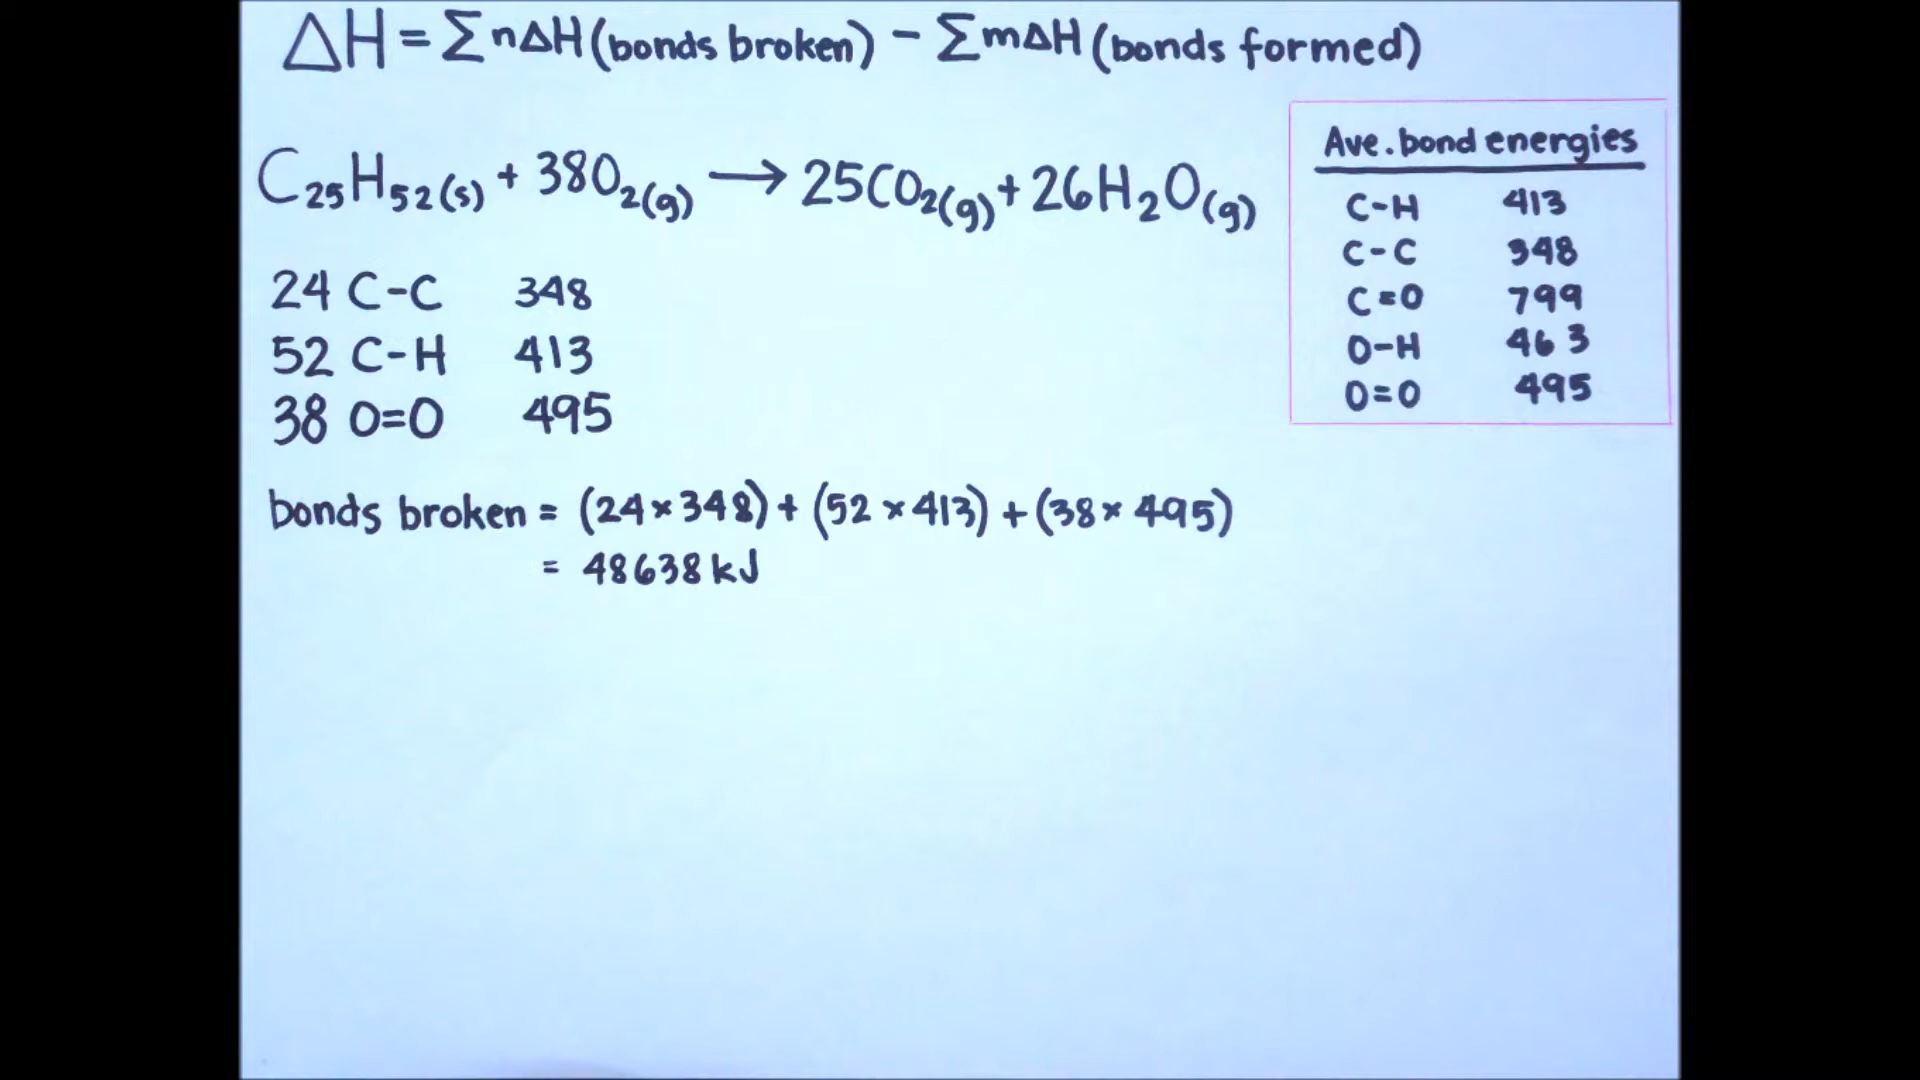 ΔH = ΣnΔH (bonds broken) - ΣmΔH (bonds formed)
C₂₅H₅₂(s) + 38O₂(g) → 25CO₂(g) + 26H₂O(g)
24 C-C 348
52 C-H 413
38 O=O 495
bonds broken = (24×348) + (52×413) + (38×495)
= 48638 kJ
Ave. bond energies
C-H 413
C-C 348
C=O 799
O-H 463
O=O 495